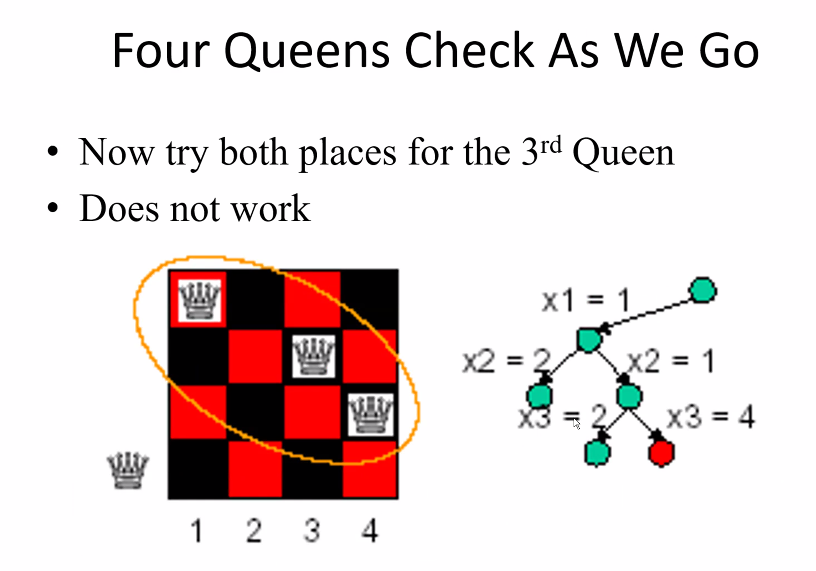 Four Queens Check As We Go
• Now try both places for the 3rd Queen
• Does not work
x1 = 1
x2 = 2 x2 = 1
x3 = 2 x3 = 4
1 2 3 4